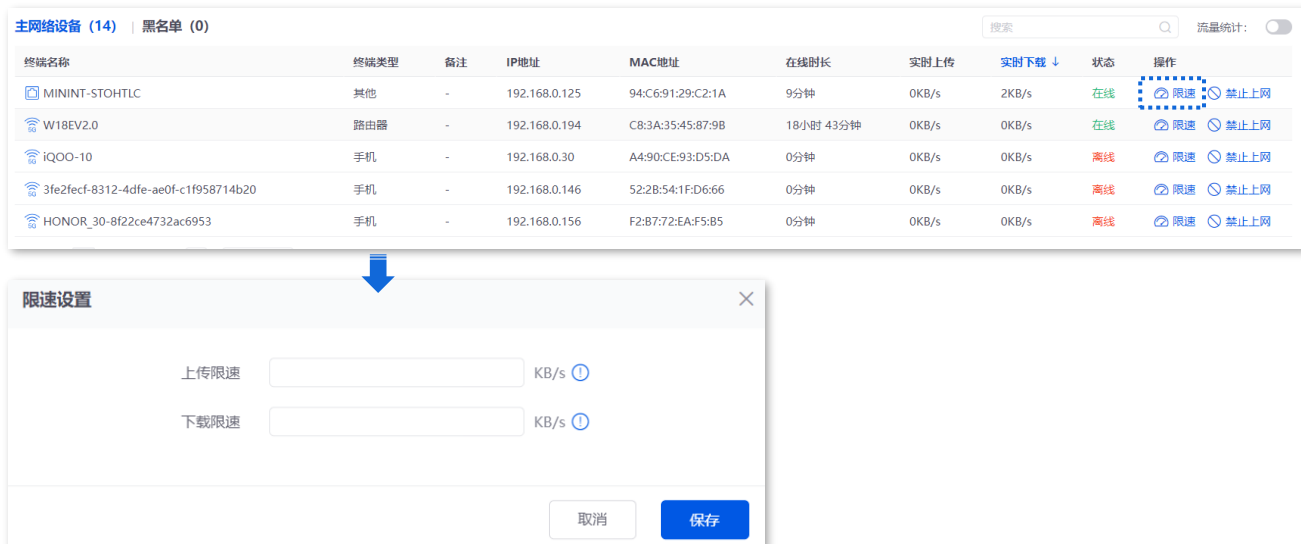 主网络设备（14） | 黑名单（0） 搜索 流量统计：
终端名称 终端类型 备注 IP地址 MAC地址 在线时长 实时上传 实时下载 ↓ 状态 操作
MININT-STOHTLC 其他 - 192.168.0.125 94:C6:91:29:C2:1A 9分钟 0KB/s 2KB/s 在线 限速 禁止上网
5G W18EV2.0 路由器 - 192.168.0.194 C8:3A:35:45:87:9B 18小时 43分钟 0KB/s 0KB/s 在线 限速 禁止上网
5G iQOO-10 手机 - 192.168.0.30 A4:90:CE:93:D5:DA 0分钟 0KB/s 0KB/s 离线 限速 禁止上网
5G 3fe2fecf-8312-4dfe-ae0f-c1f958714b20 手机 - 192.168.0.146 52:2B:54:1F:D6:66 0分钟 0KB/s 0KB/s 离线 限速 禁止上网
5G HONOR_30-8f22ce4732ac6953 手机 - 192.168.0.156 F2:B7:72:EA:F5:B5 0分钟 0KB/s 0KB/s 离线 限速 禁止上网
限速设置
上传限速 KB/s
下载限速 KB/s
取消 保存